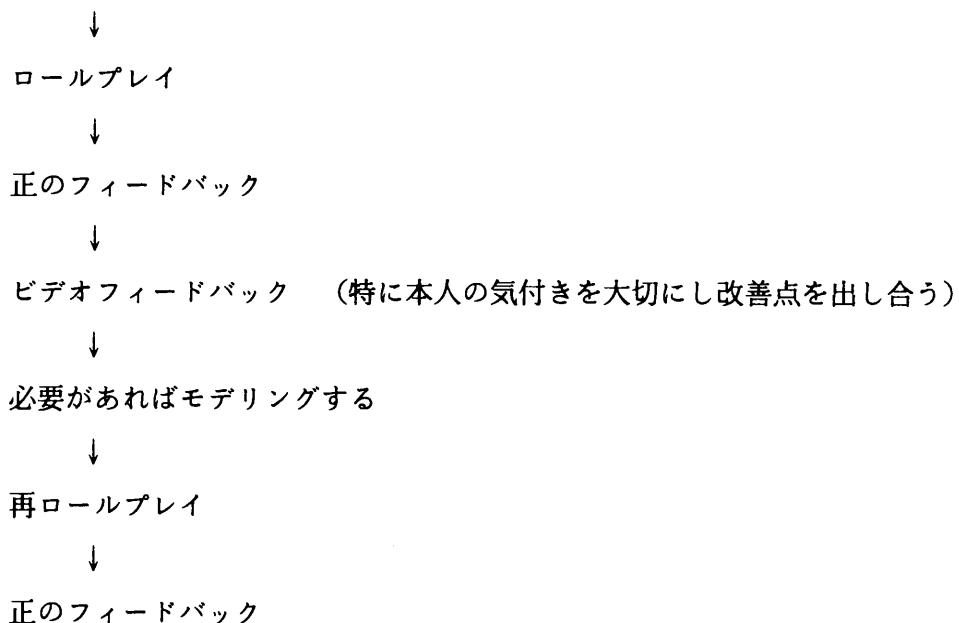 ↓
ロールプレイ
↓
正のフィードバック
↓
ビデオフィードバック （特に本人の気付きを大切にし改善点を出し合う）
↓
必要があればモデリングする
↓
再ロールプレイ
↓
正のフィードバック